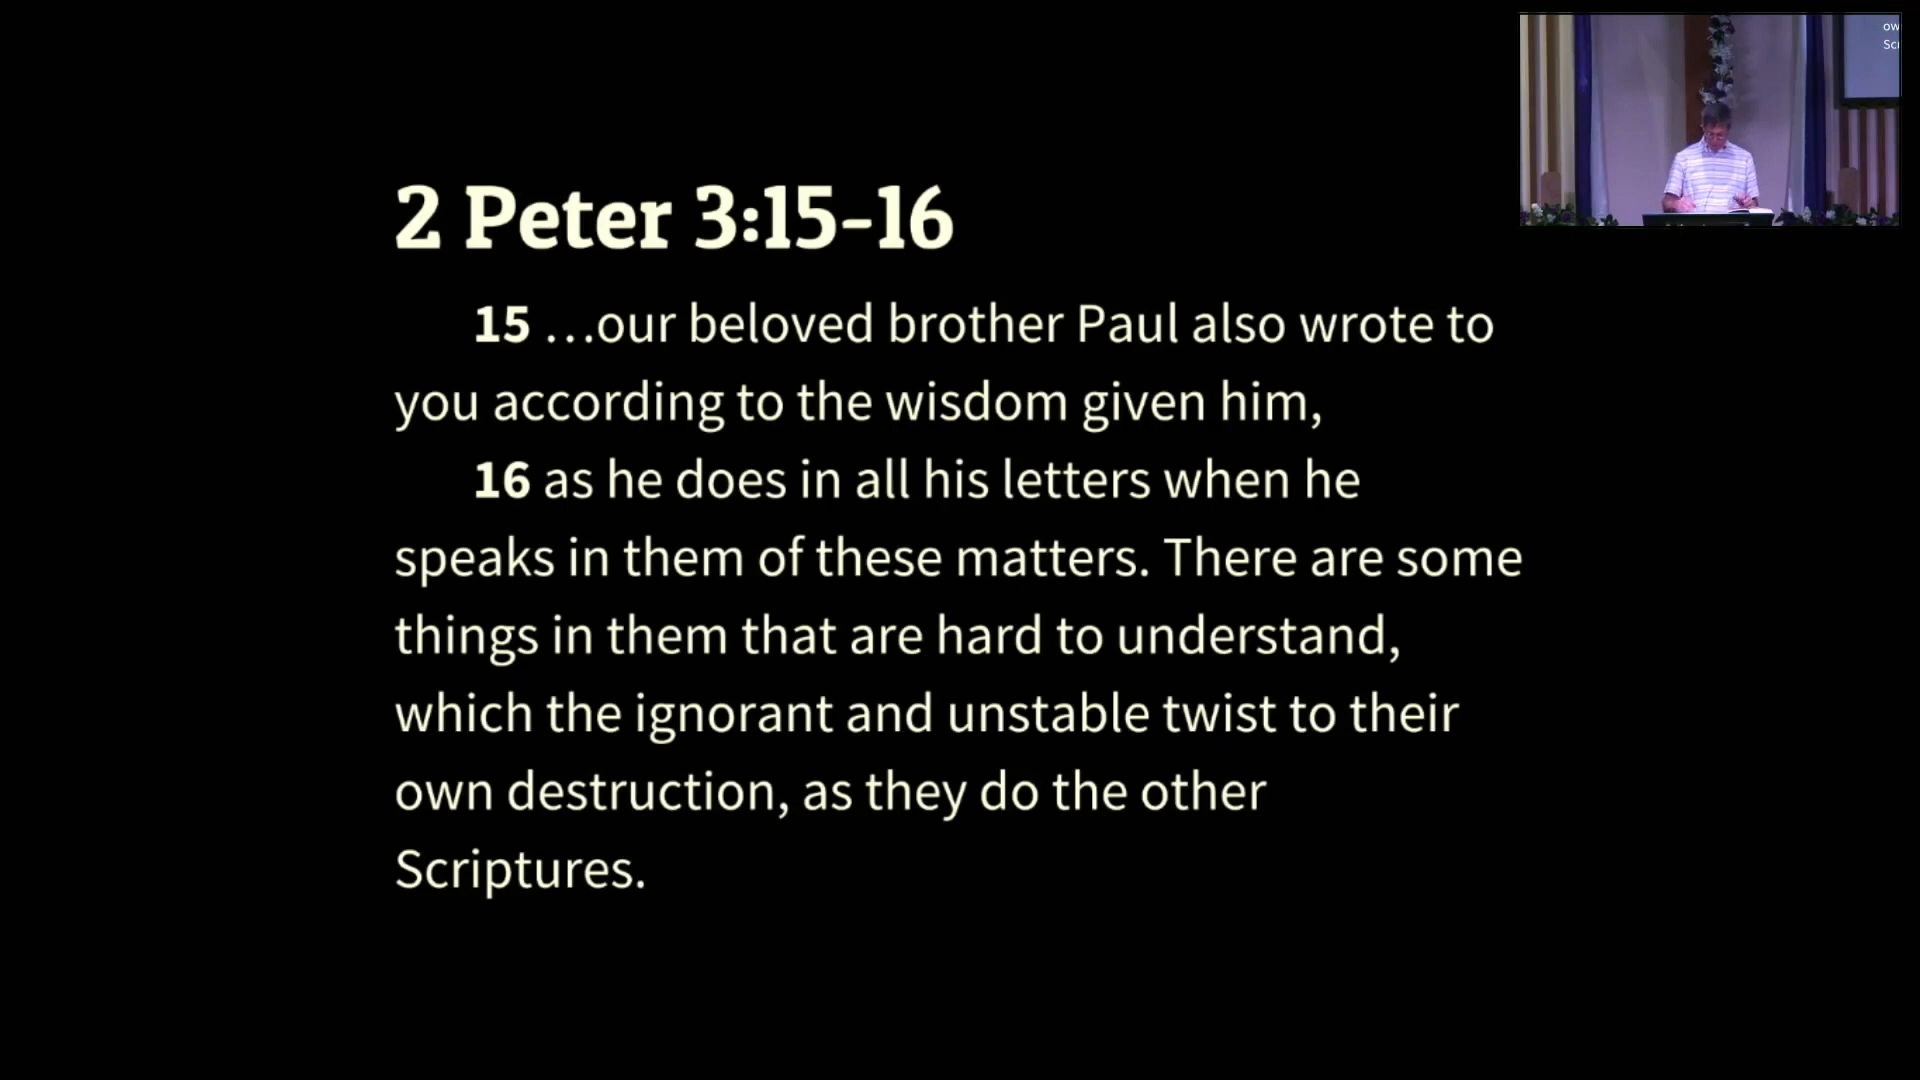 2 Peter 3:15-16
15 …our beloved brother Paul also wrote to
you according to the wisdom given him,
16 as he does in all his letters when he
speaks in them of these matters. There are some
things in them that are hard to understand,
which the ignorant and unstable twist to their
own destruction, as they do the other
Scriptures.